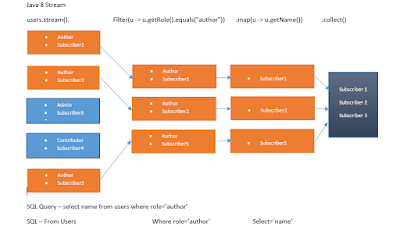 Java 8 Stream
users.stream(). Filter(u -> u.getRole().equals("author")) .map(u -> u.getName()) .collect()
Author
Subscriber1
Author
Subscriber2
Admin
Subscriber3
Contributor
Subscriber4
Author
Subscriber5
Author
Subscriber1
Author
Subscriber2
Author
Subscriber5
Subscriber1
Subscriber2
Subscriber5
Subscriber 1
Subscriber 2
Subscriber 3
SQL Query – select name from users where role='author'
SQL – From Users Where role='author' Select='name'